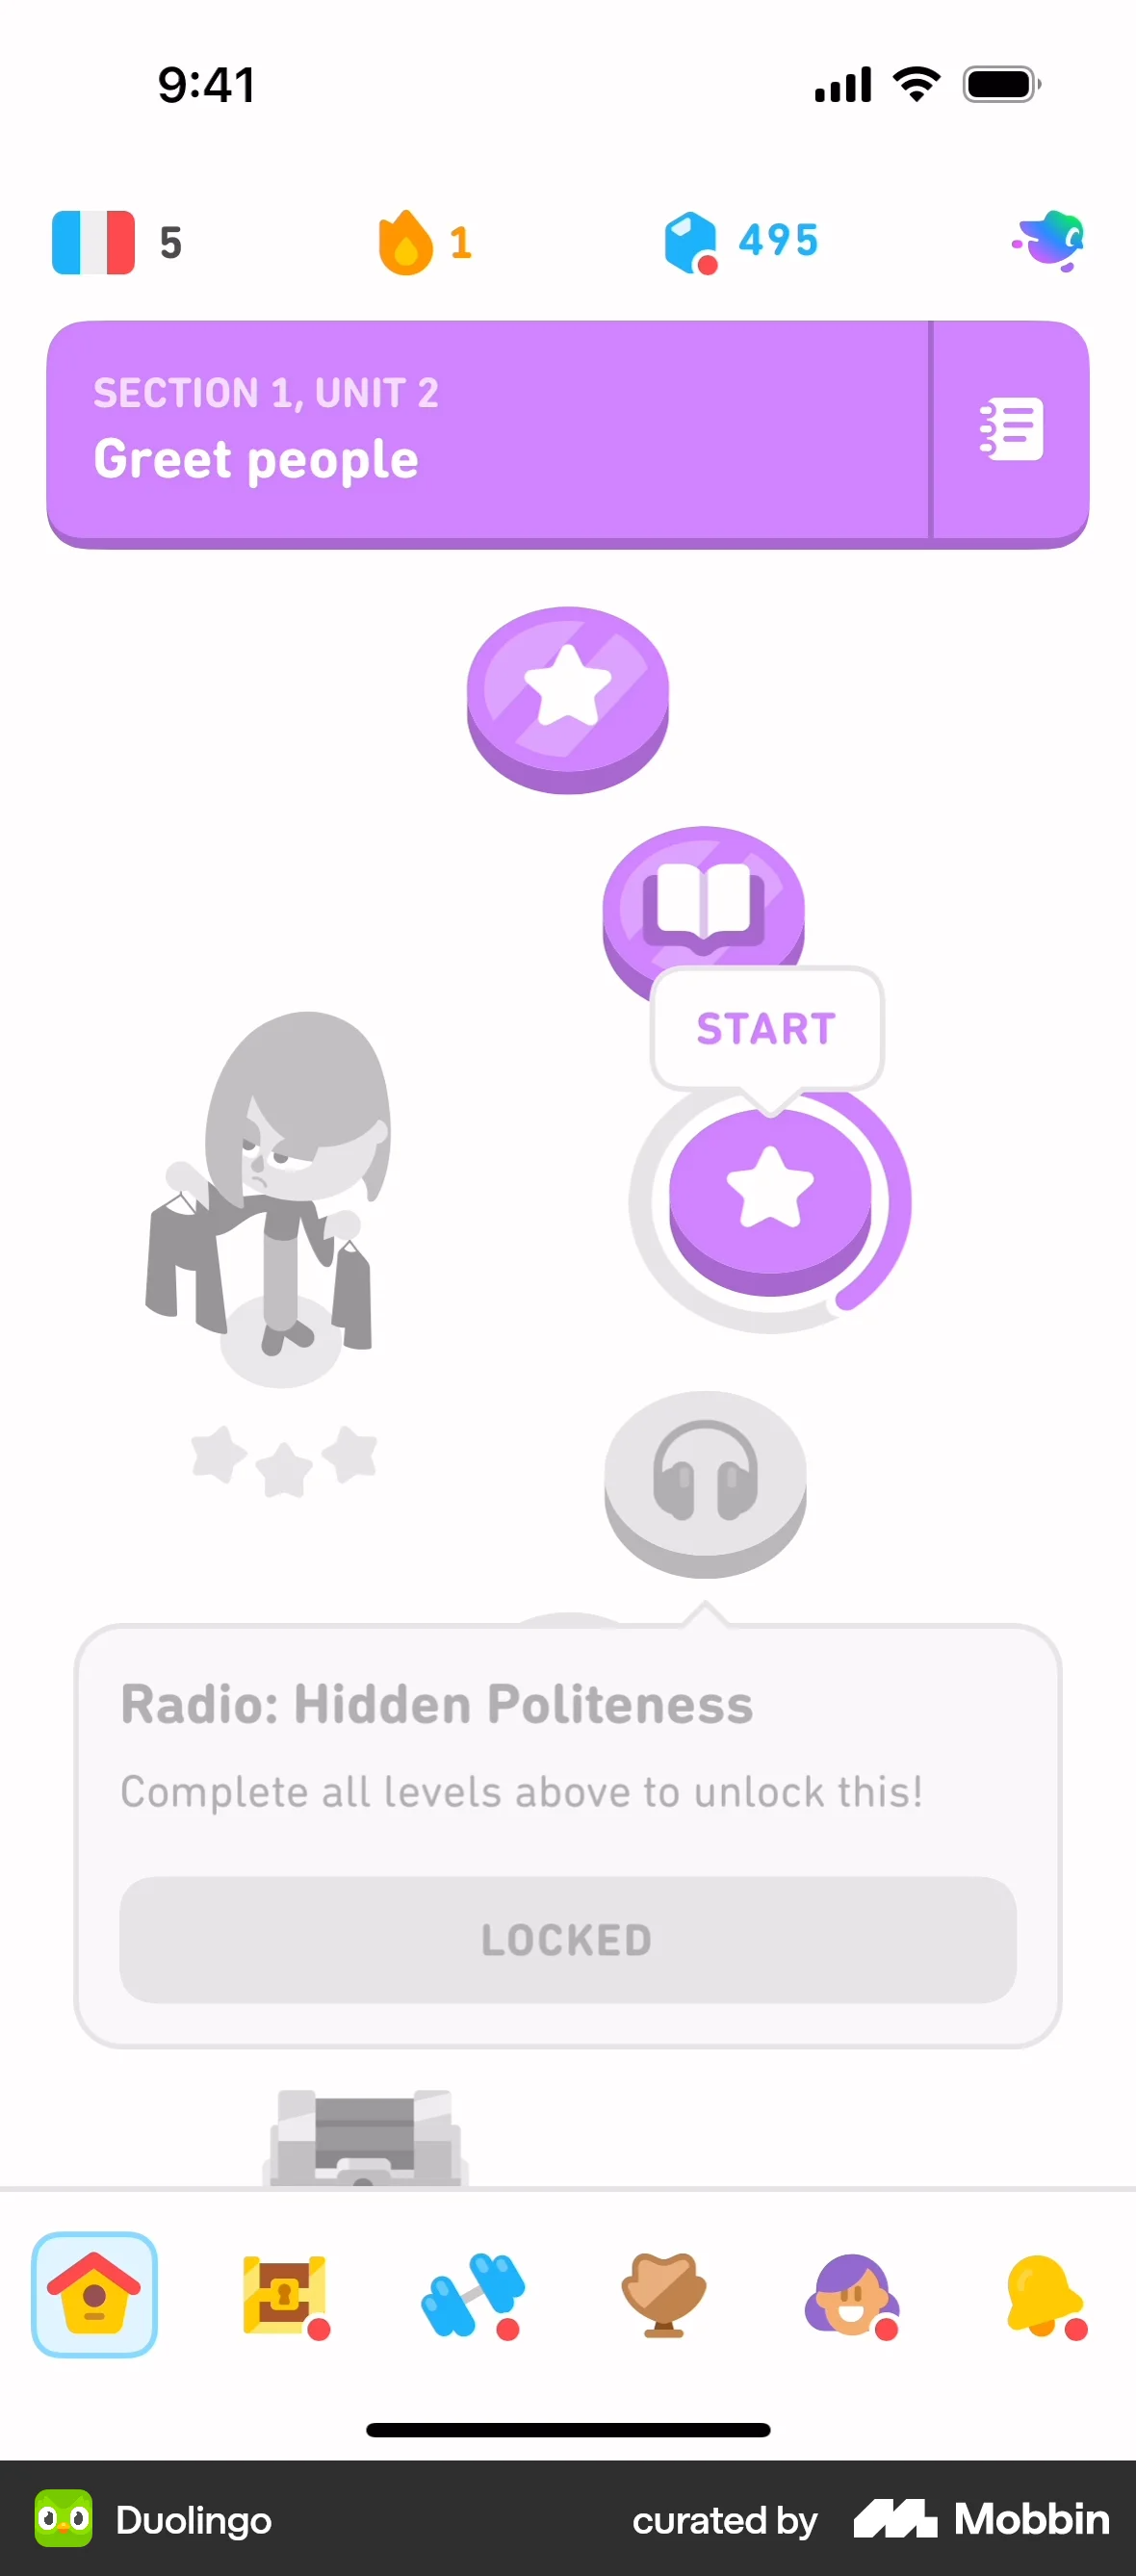 9:41
5
1
495
SECTION 1, UNIT 2
Greet people
START
Radio: Hidden Politeness
Complete all levels above to unlock this!
LOCKED
Duolingo
curated by Mobbin